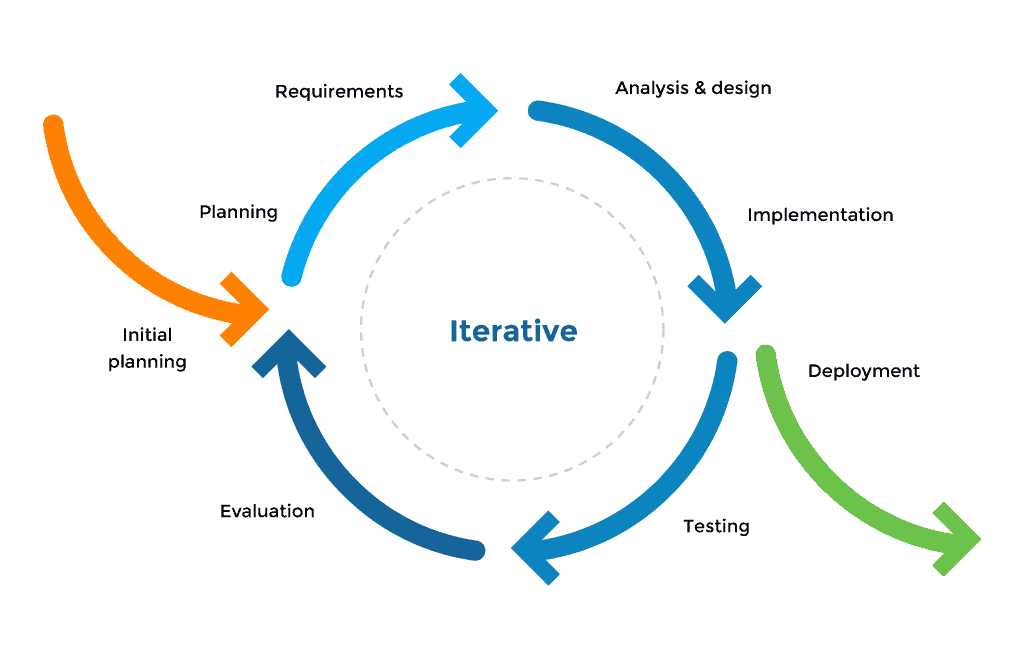 Requirements
Analysis & design
Planning
Implementation
Initial
planning
Iterative
Deployment
Evaluation
Testing